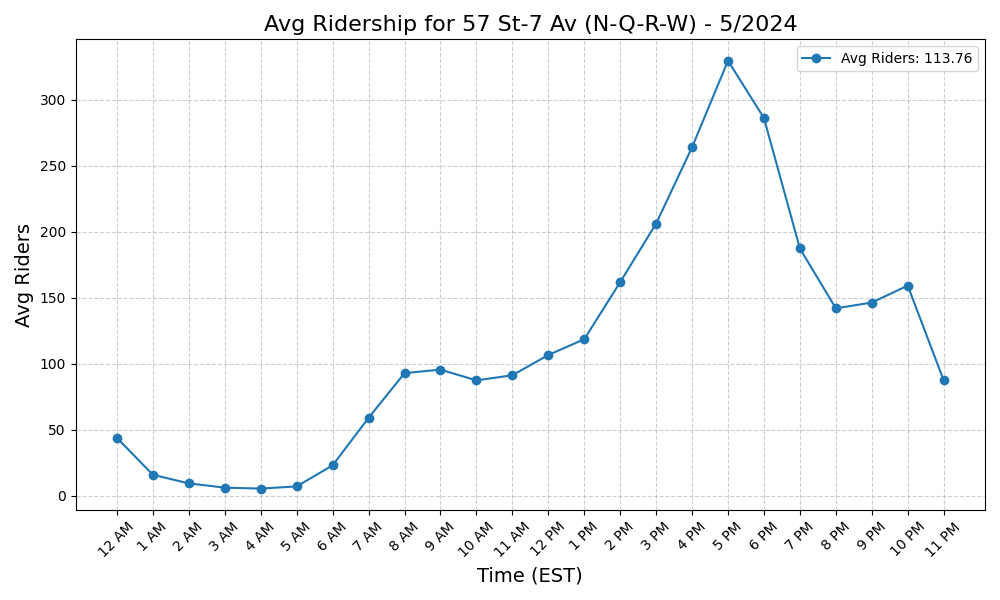 Avg Ridership for 57 St-7 Av (N-Q-R-W) - 5/2024
Avg Riders: 113.76
Avg Riders
300
250
200
150
100
50
0
12 AM
1 AM
2 AM
3 AM
4 AM
5 AM
6 AM
7 AM
8 AM
9 AM
10 AM
11 AM
12 PM
1 PM
2 PM
3 PM
4 PM
5 PM
6 PM
7 PM
8 PM
9 PM
10 PM
11 PM
Time (EST)